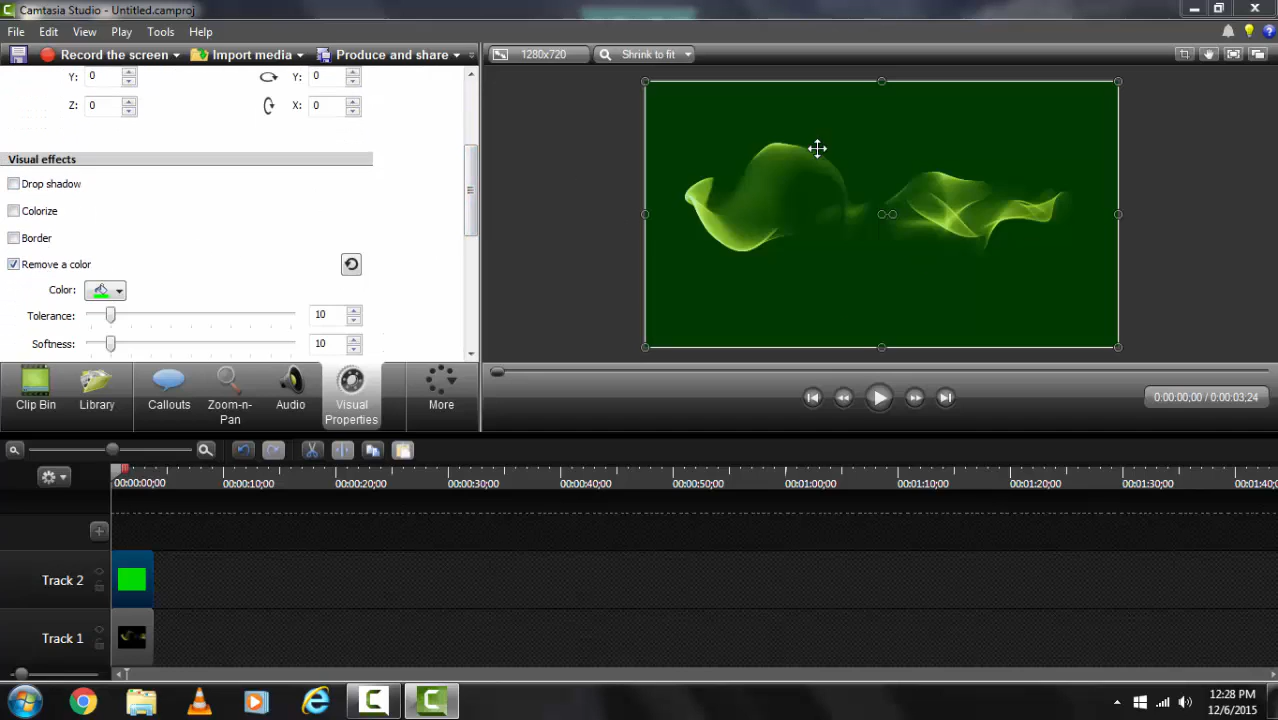 Camtasia Studio - Untitled.camproj
File Edit View Play Tools Help
Record the screen Import media Produce and share 1280x720 Shrink to fit
Y: 0 Y: 0
Z: 0 X: 0
Visual effects
Drop shadow
Colorize
Border
Remove a color
Color:
Tolerance: 10
Softness: 10
Clip Bin Library Callouts Zoom-n-Pan Audio Visual Properties More
0:00:00;00 / 0:00:03;24
00:00:00;00 00:00:10;00 00:00:20;00 00:00:30;00 00:00:40;00 00:00:50;00 00:01:00;00 00:01:10;00 00:01:20;00 00:01:30;00 00:01:40;
Track 2
Track 1
12:28 PM
12/6/2015